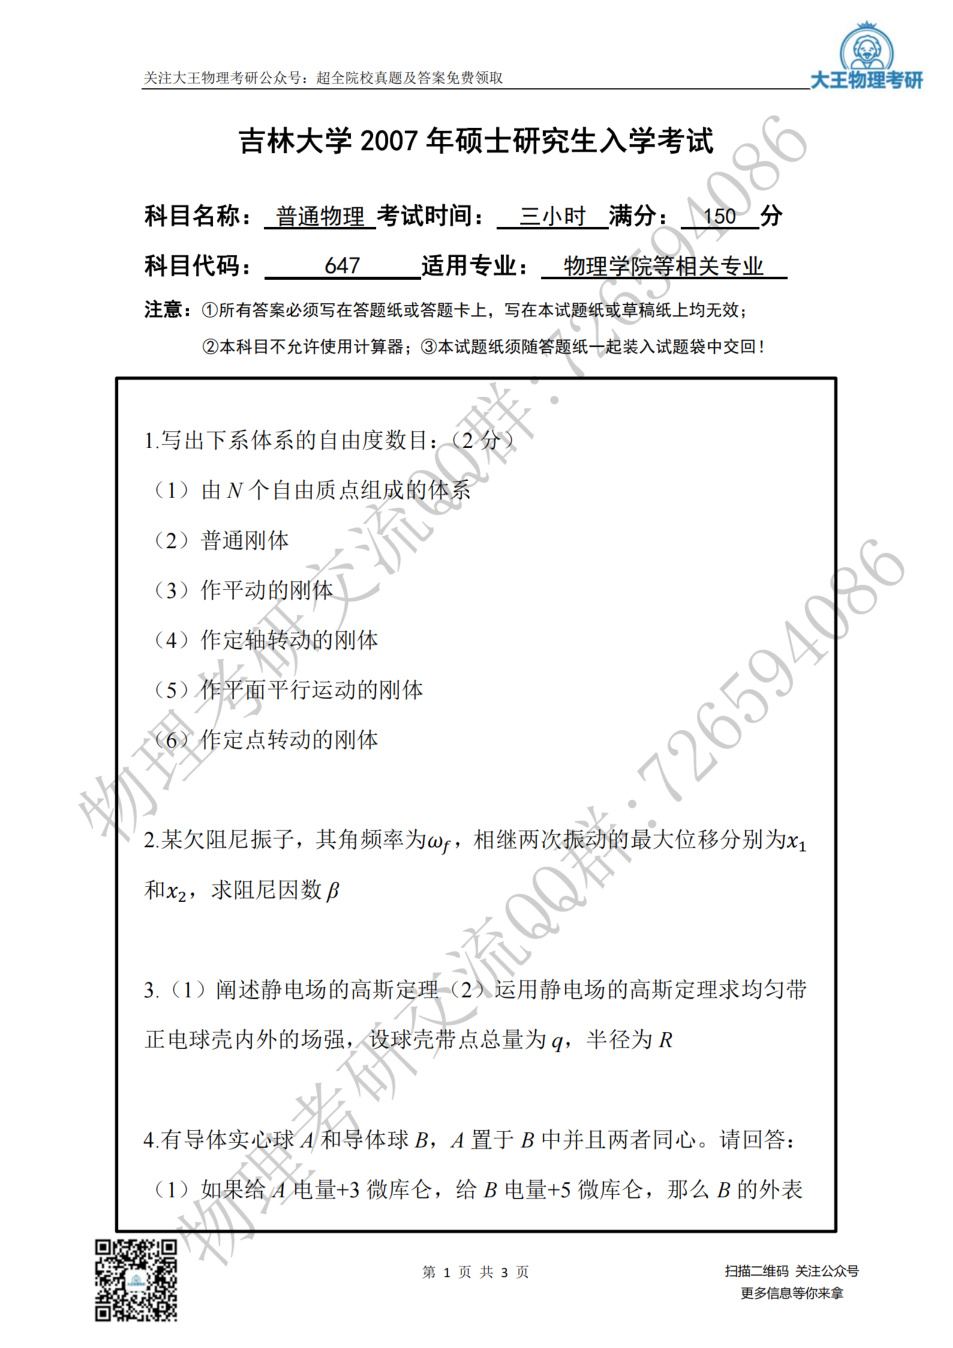 关注大王物理考研公众号：超全院校真题及答案免费领取
大王物理考研
吉林大学 2007 年硕士研究生入学考试
科目名称： 普通物理 考试时间： 三小时 满分： 150 分
科目代码： 647 适用专业： 物理学院等相关专业
注意：①所有答案必须写在答题纸或答题卡上，写在本试题纸或草稿纸上均无效；
②本科目不允许使用计算器；③本试题纸须随答题纸一起装入试题袋中交回！
1.写出下系体系的自由度数目：（2 分）
（1）由 N 个自由质点组成的体系
（2）普通刚体
（3）作平动的刚体
（4）作定轴转动的刚体
（5）作平面平行运动的刚体
（6）作定点转动的刚体
2.某欠阻尼振子，其角频率为ω_f，相继两次振动的最大位移分别为x₁
和x₂，求阻尼因数 β
3.（1）阐述静电场的高斯定理（2）运用静电场的高斯定理求均匀带
正电球壳内外的场强，设球壳带点总量为 q，半径为 R
4.有导体实心球 A 和导体球 B，A 置于 B 中并且两者同心。请回答：
（1）如果给 A 电量+3 微库仑，给 B 电量+5 微库仑，那么 B 的外表
物理考研交流QQ群：726594086
物理考研交流QQ群：726594086
大王物理考研
第 1 页 共 3 页
扫描二维码 关注公众号
更多信息等你来拿